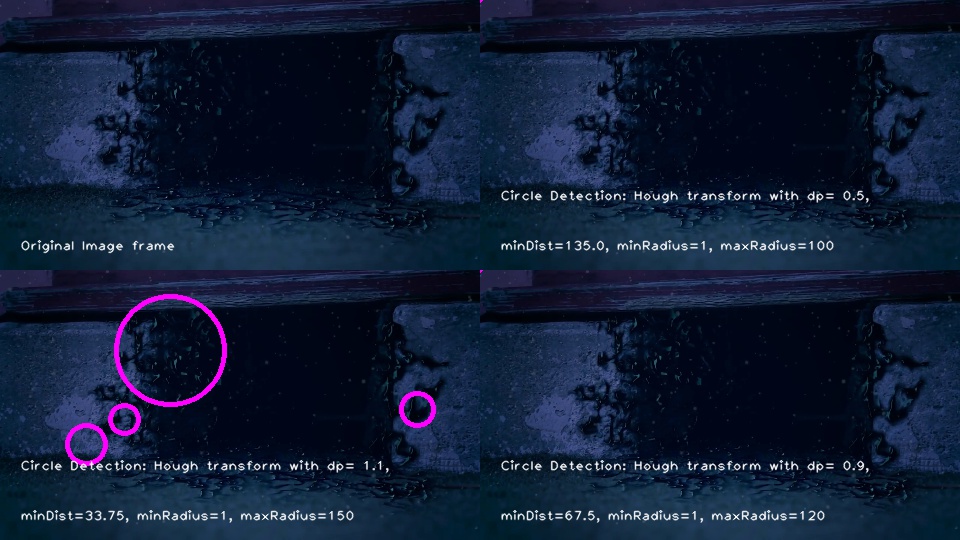 Original Image frame
Circle Detection: Hough transform with dp= 0.5,
minDist=135.0, minRadius=1, maxRadius=100
Circle Detection: Hough transform with dp= 1.1,
minDist=33.75, minRadius=1, maxRadius=150
Circle Detection: Hough transform with dp= 0.9,
minDist=67.5, minRadius=1, maxRadius=120